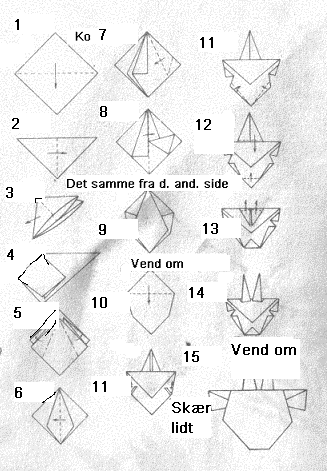 1
Ko
7
11
2
8
12
Det samme fra d. and. side
3
9
13
4
Vend om
5
10
14
6
11
15
Vend om
Skær
lidt